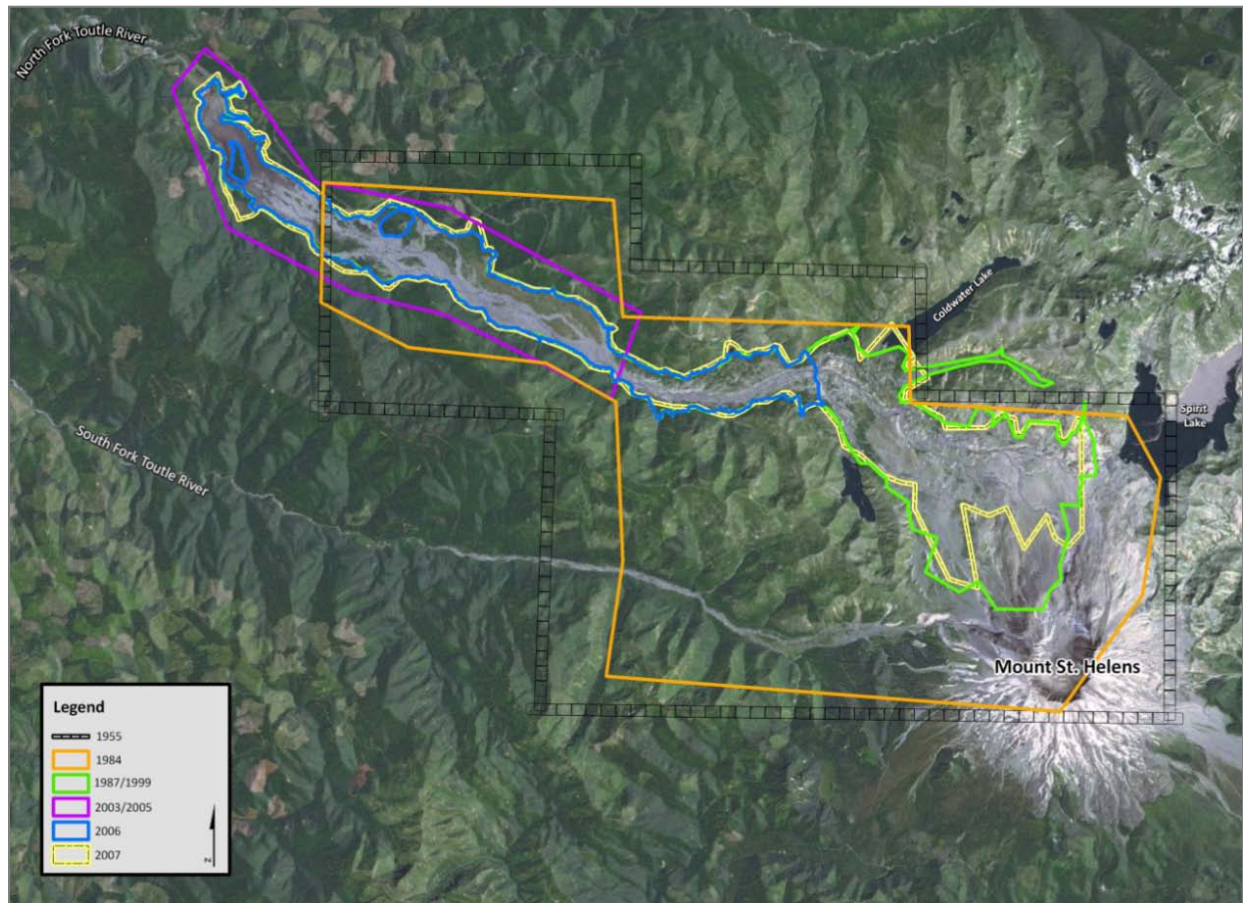 North Fork Toutle River
Coldwater Lake
Spirit
Lake
South Fork Toutle River
Mount St. Helens
Legend
1955
1984
1987/1999
2003/2005
2006
2007
N